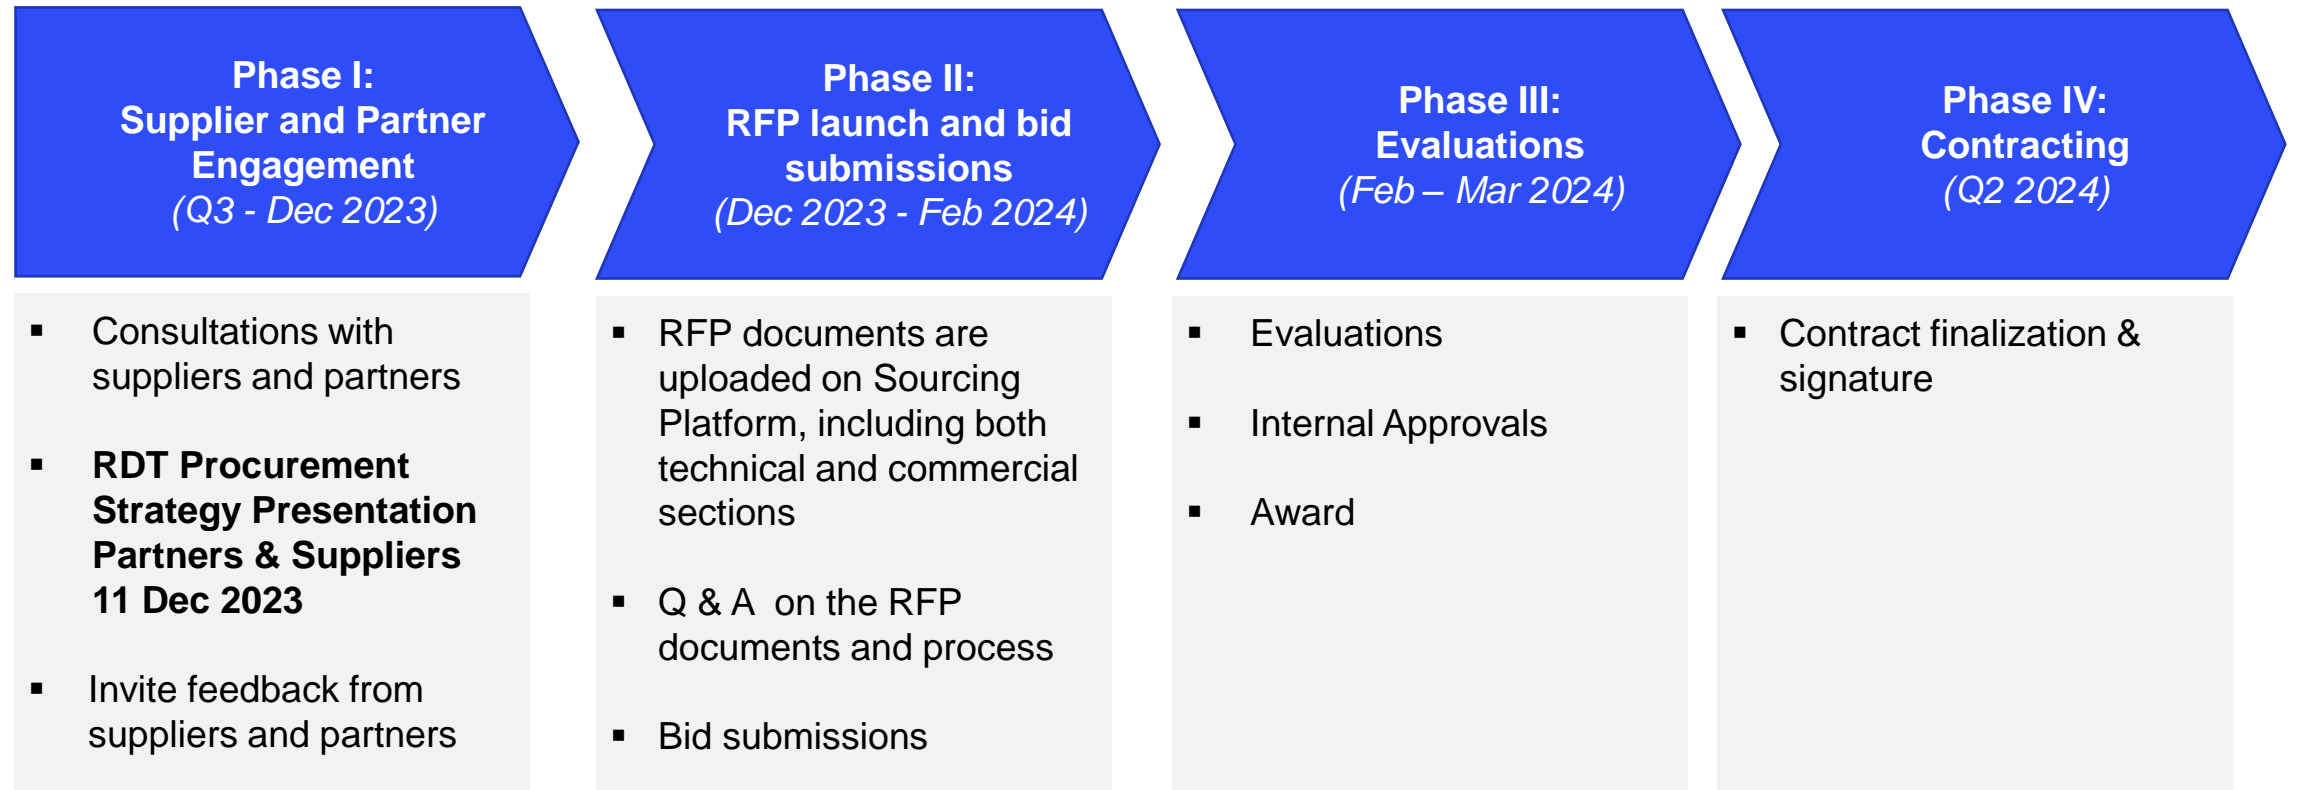 Phase I:
Supplier and Partner
Engagement
(Q3 - Dec 2023)
▪ Consultations with
suppliers and partners
▪ RDT Procurement
Strategy Presentation
Partners & Suppliers
11 Dec 2023
▪ Invite feedback from
suppliers and partners
Phase II:
RFP launch and bid
submissions
(Dec 2023 - Feb 2024)
▪ RFP documents are
uploaded on Sourcing
Platform, including both
technical and commercial
sections
▪ Q & A  on the RFP
documents and process
▪ Bid submissions
Phase III:
Evaluations
(Feb – Mar 2024)
▪ Evaluations
▪ Internal Approvals
▪ Award
Phase IV:
Contracting
(Q2 2024)
▪ Contract finalization &
signature